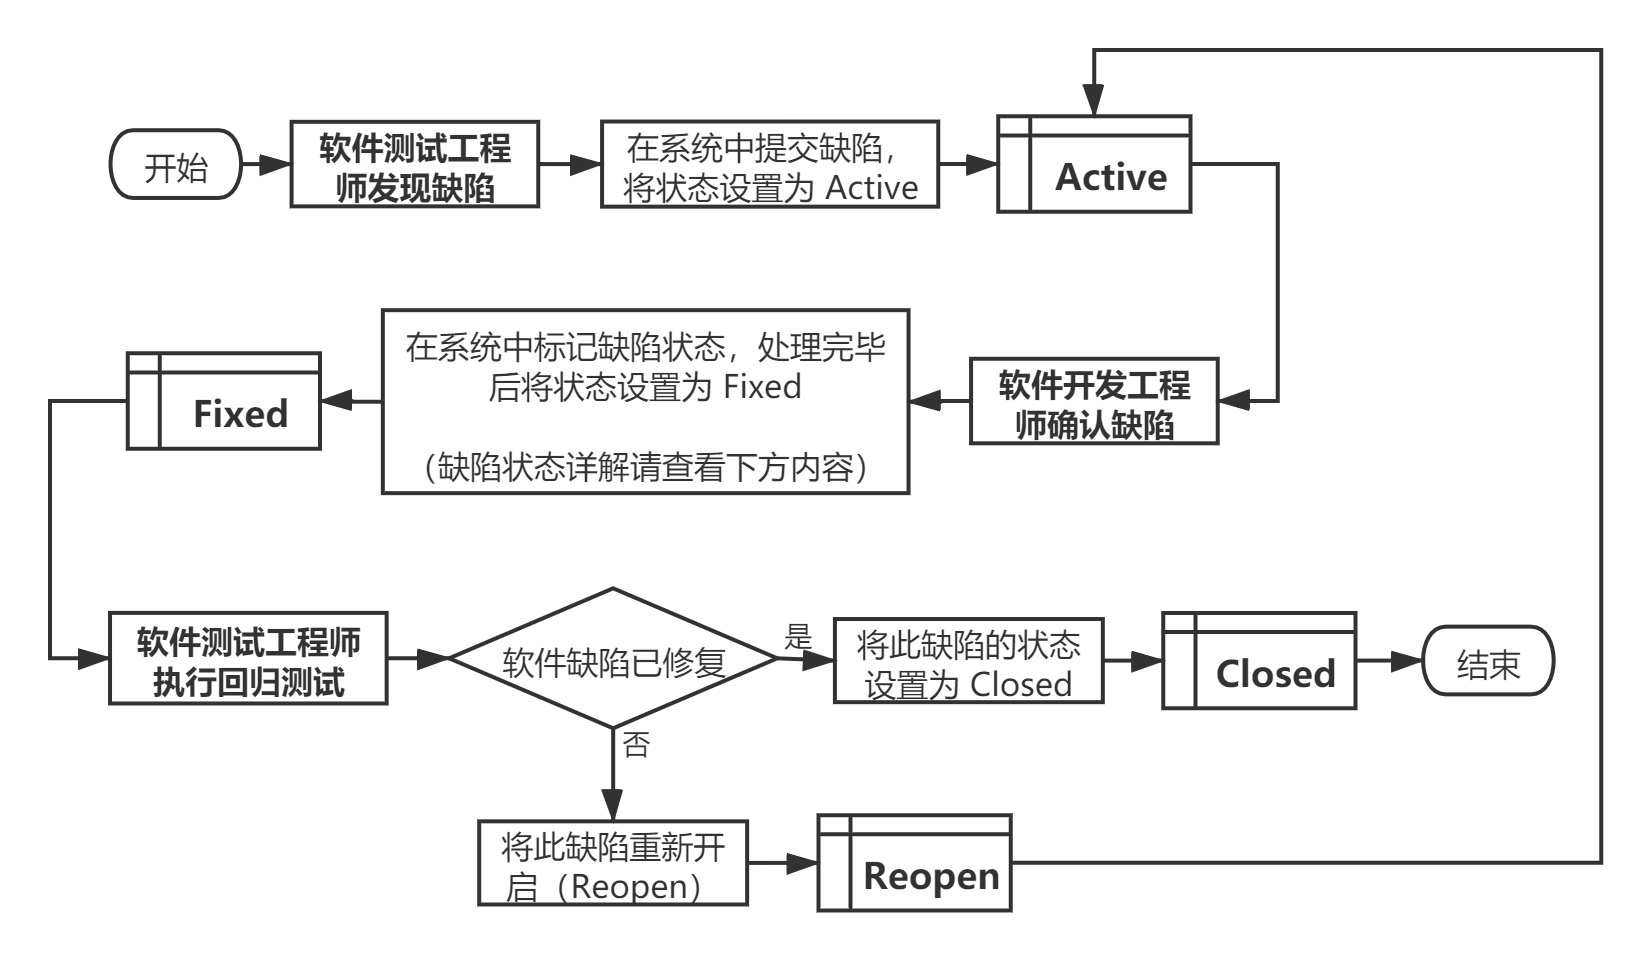 开始
软件测试工程
师发现缺陷
在系统中提交缺陷，
将状态设置为 Active
Active
软件开发工程
师确认缺陷
在系统中标记缺陷状态，处理完毕
后将状态设置为 Fixed
（缺陷状态详解请查看下方内容）
Fixed
软件测试工程师
执行回归测试
软件缺陷已修复
是
将此缺陷的状态
设置为 Closed
Closed
结束
否
将此缺陷重新开
启（Reopen）
Reopen